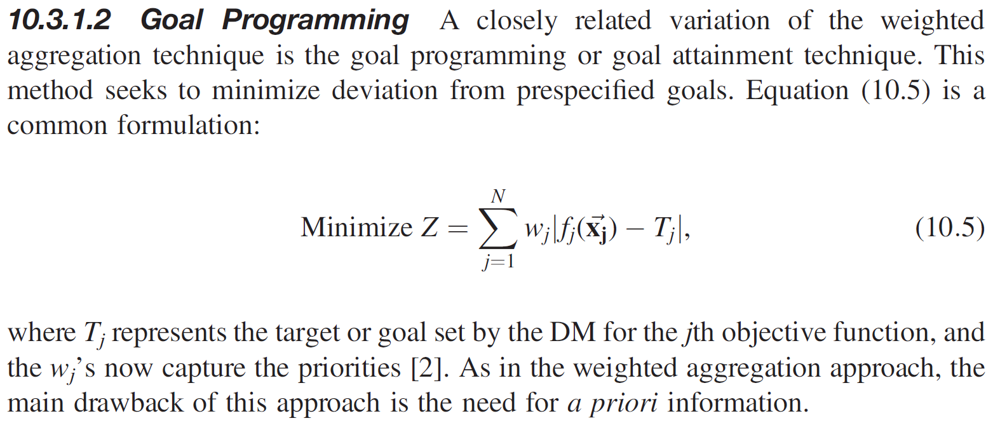 10.3.1.2 Goal Programming A closely related variation of the weighted
aggregation technique is the goal programming or goal attainment technique. This
method seeks to minimize deviation from prespecified goals. Equation (10.5) is a
common formulation:
Minimize Z = \sum_{j=1}^{N} w_j |f_j(\vec{\mathbf{x_j}}) − T_j|, (10.5)
where T_j represents the target or goal set by the DM for the jth objective function, and
the w_j’s now capture the priorities [2]. As in the weighted aggregation approach, the
main drawback of this approach is the need for a priori information.